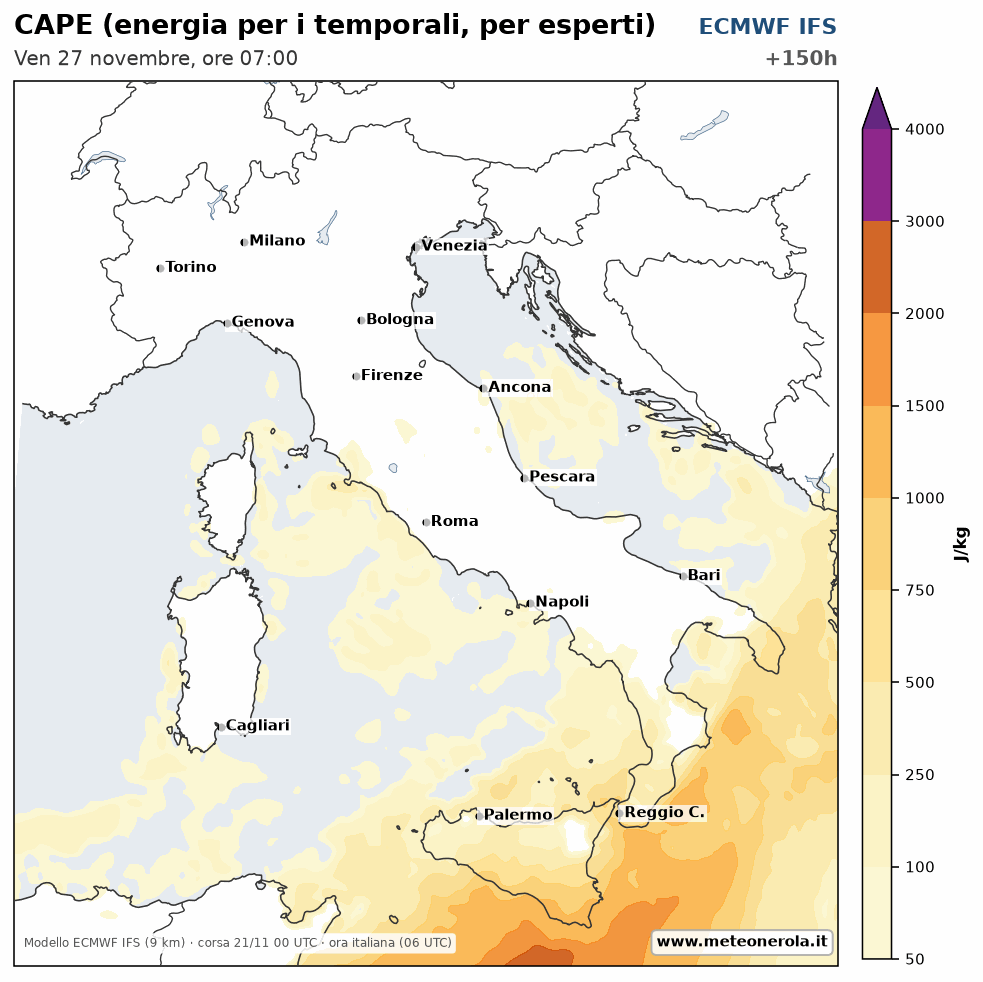 CAPE (energia per i temporali, per esperti)
ECMWF IFS
Ven 27 novembre, ore 07:00
+150h
Milano
Venezia
Torino
Genova
Bologna
Firenze
Ancona
Pescara
Roma
Bari
Napoli
Cagliari
Palermo
Reggio C.
4000
3000
2000
1500
1000
750
500
250
100
50
J/kg
Modello ECMWF IFS (9 km) · corsa 21/11 00 UTC · ora italiana (06 UTC)
www.meteonerola.it